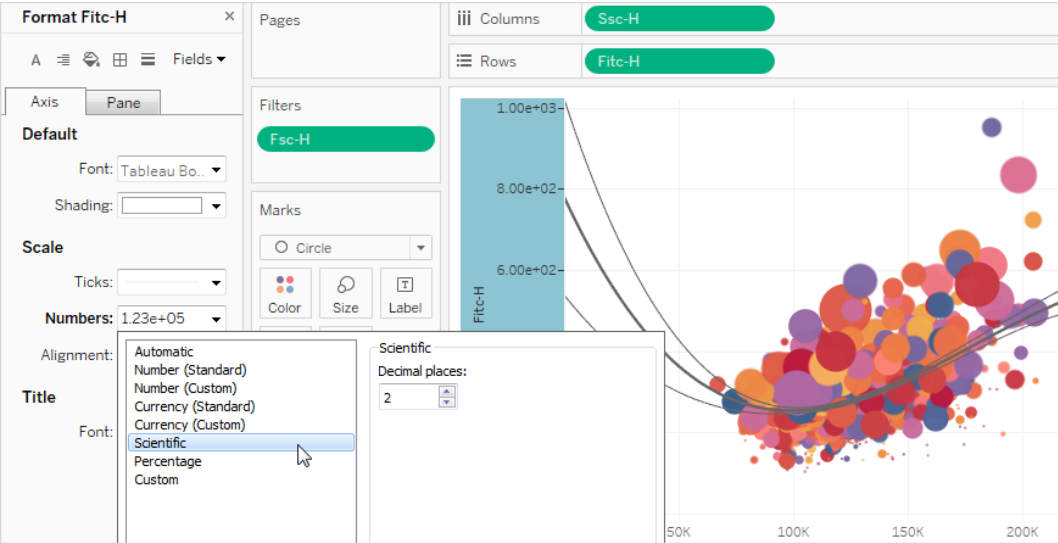 Format Fitc-H ×
A Fields
Axis Pane
Default
Font: Tableau Bo..
Shading:
Scale
Ticks:
Numbers: 1.23e+05
Alignment:
Title
Font:
Automatic
Number (Standard)
Number (Custom)
Currency (Standard)
Currency (Custom)
Scientific
Percentage
Custom
Scientific
Decimal places:
2
Pages
Filters
Fsc-H
Marks
Circle
Color Size Label
T
Columns Ssc-H
Rows Fitc-H
1.00e+03
8.00e+02
6.00e+02
Fitc-H
50K 100K 150K 200K